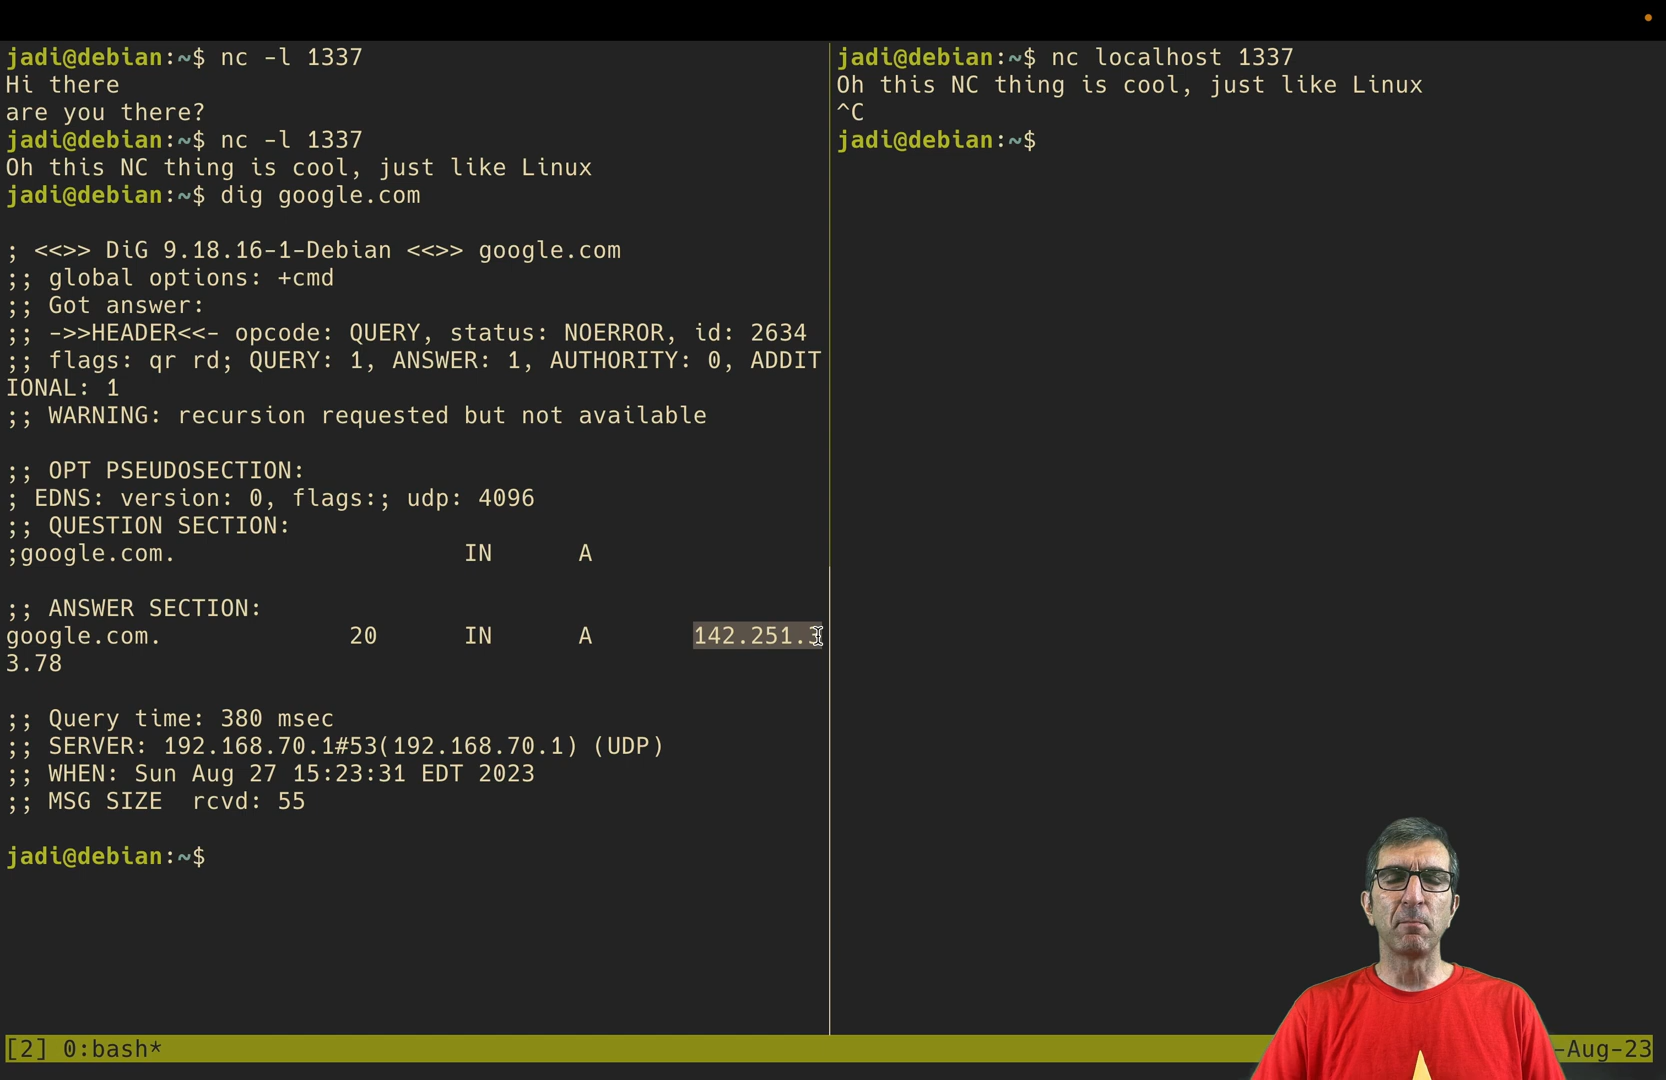 jadi@debian:~$ nc -l 1337
Hi there
are you there?
jadi@debian:~$ nc -l 1337
Oh this NC thing is cool, just like Linux
jadi@debian:~$ dig google.com
; <<>> DiG 9.18.16-1-Debian <<>> google.com
;; global options: +cmd
;; Got answer:
;; ->>HEADER<<- opcode: QUERY, status: NOERROR, id: 2634
;; flags: qr rd; QUERY: 1, ANSWER: 1, AUTHORITY: 0, ADDIT
IONAL: 1
;; WARNING: recursion requested but not available
;; OPT PSEUDOSECTION:
; EDNS: version: 0, flags:; udp: 4096
;; QUESTION SECTION:
;google.com. IN A
;; ANSWER SECTION:
google.com. 20 IN A 142.251.3
3.78
;; Query time: 380 msec
;; SERVER: 192.168.70.1#53(192.168.70.1) (UDP)
;; WHEN: Sun Aug 27 15:23:31 EDT 2023
;; MSG SIZE  rcvd: 55
jadi@debian:~$
jadi@debian:~$ nc localhost 1337
Oh this NC thing is cool, just like Linux
^C
jadi@debian:~$
[2] 0:bash* -Aug-23